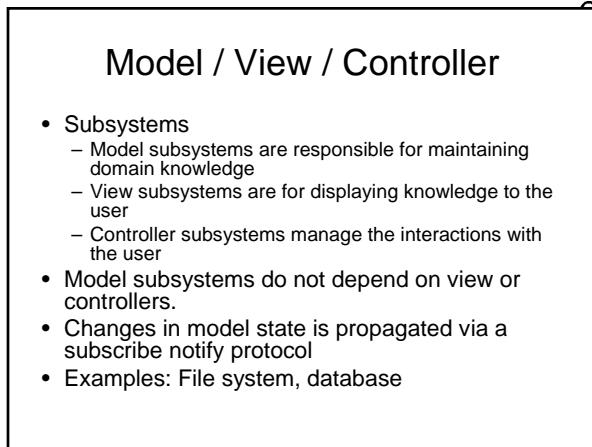 Model / View / Controller
• Subsystems
– Model subsystems are responsible for maintaining
domain knowledge
– View subsystems are for displaying knowledge to the
user
– Controller subsystems manage the interactions with
the user
• Model subsystems do not depend on view or
controllers.
• Changes in model state is propagated via a
subscribe notify protocol
• Examples: File system, database